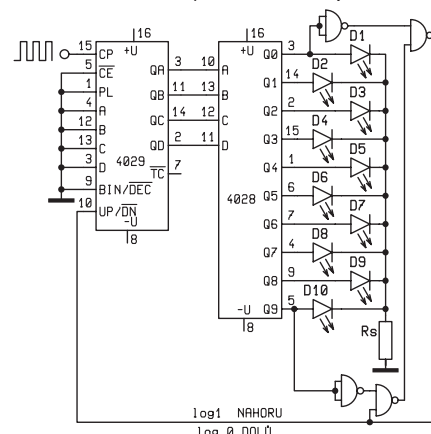 16 16
15 CP +U +U 3 D1
5 CE QA 3 10 A Q0 D2
1 PL QB 11 13 B Q1 14 D3
4 A QC 14 12 C Q2 2 D4
12 B QD 2 11 D Q3 15 D5
13 C 4029 Q4 1 D6
3 D TC 7 4028 Q5 6 D7
9 BIN/DEC Q6 7 D8
10 UP/DN Q7 4 D9
-U Q8 9 D10
8 -U Q9 5
8 Rs
log1 NAHORU
log 0 DOLŮ